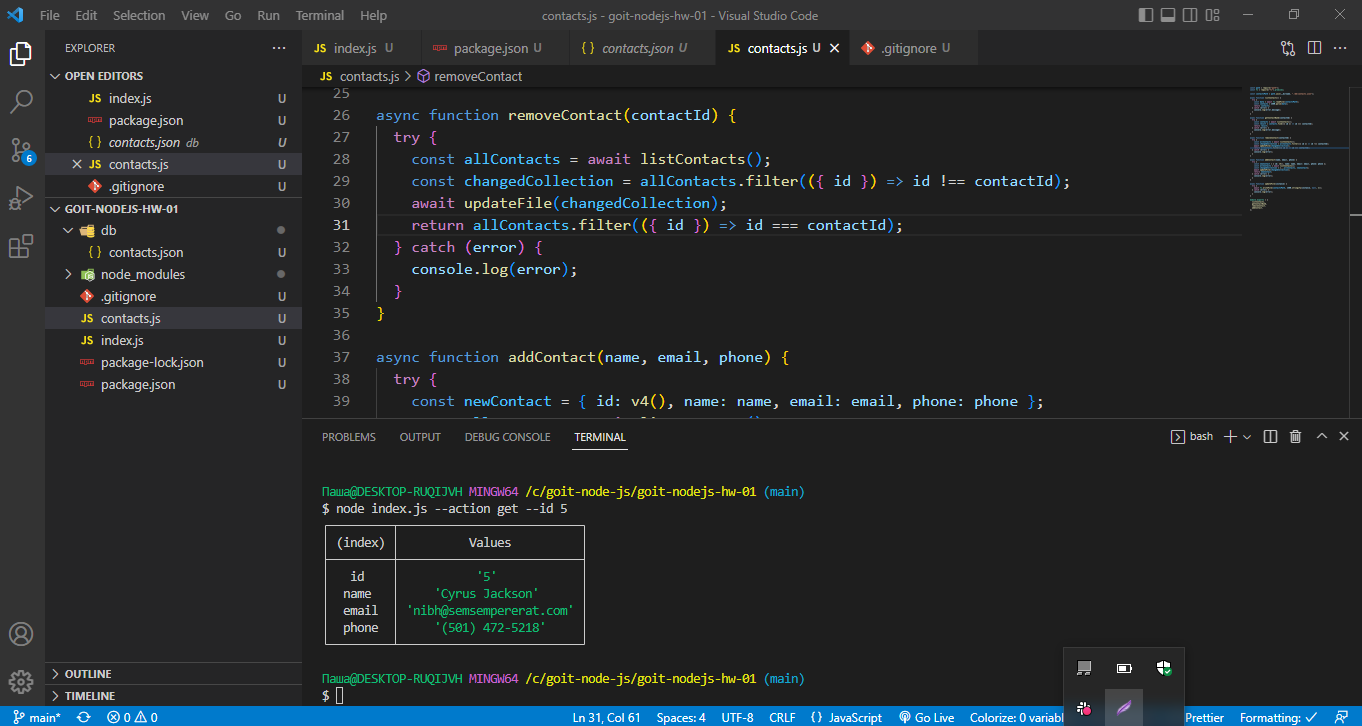 File Edit Selection View Go Run Terminal Help
contacts.js - goit-nodejs-hw-01 - Visual Studio Code
EXPLORER
OPEN EDITORS
JS index.js U
package.json U
{ } contacts.json db U
JS contacts.js U
.gitignore U
GOIT-NODEJS-HW-01
db
{ } contacts.json U
node_modules
.gitignore U
JS contacts.js U
JS index.js U
package-lock.json U
package.json U
OUTLINE
TIMELINE
6
JS index.js U
package.json U
{ } contacts.json U
JS contacts.js U
.gitignore U
JS contacts.js > removeContact
25
26 async function removeContact(contactId) {
27 try {
28 const allContacts = await listContacts();
29 const changedCollection = allContacts.filter(({ id }) => id !== contactId);
30 await updateFile(changedCollection);
31 return allContacts.filter(({ id }) => id === contactId);
32 } catch (error) {
33 console.log(error);
34 }
35 }
36
37 async function addContact(name, email, phone) {
38 try {
39 const newContact = { id: v4(), name: name, email: email, phone: phone };
PROBLEMS OUTPUT DEBUG CONSOLE TERMINAL
bash
Паша@DESKTOP-RUQIJVH MINGW64 /c/goit-node-js/goit-nodejs-hw-01 (main)
$ node index.js --action get --id 5
(index) Values
id '5'
name 'Cyrus Jackson'
email 'nibh@semsempererat.com'
phone '(501) 472-5218'
Паша@DESKTOP-RUQIJVH MINGW64 /c/goit-node-js/goit-nodejs-hw-01 (main)
$
main* 0 0 Ln 31, Col 61 Spaces: 4 UTF-8 CRLF { } JavaScript Go Live Colorize: 0 variabl Prettier Formatting: